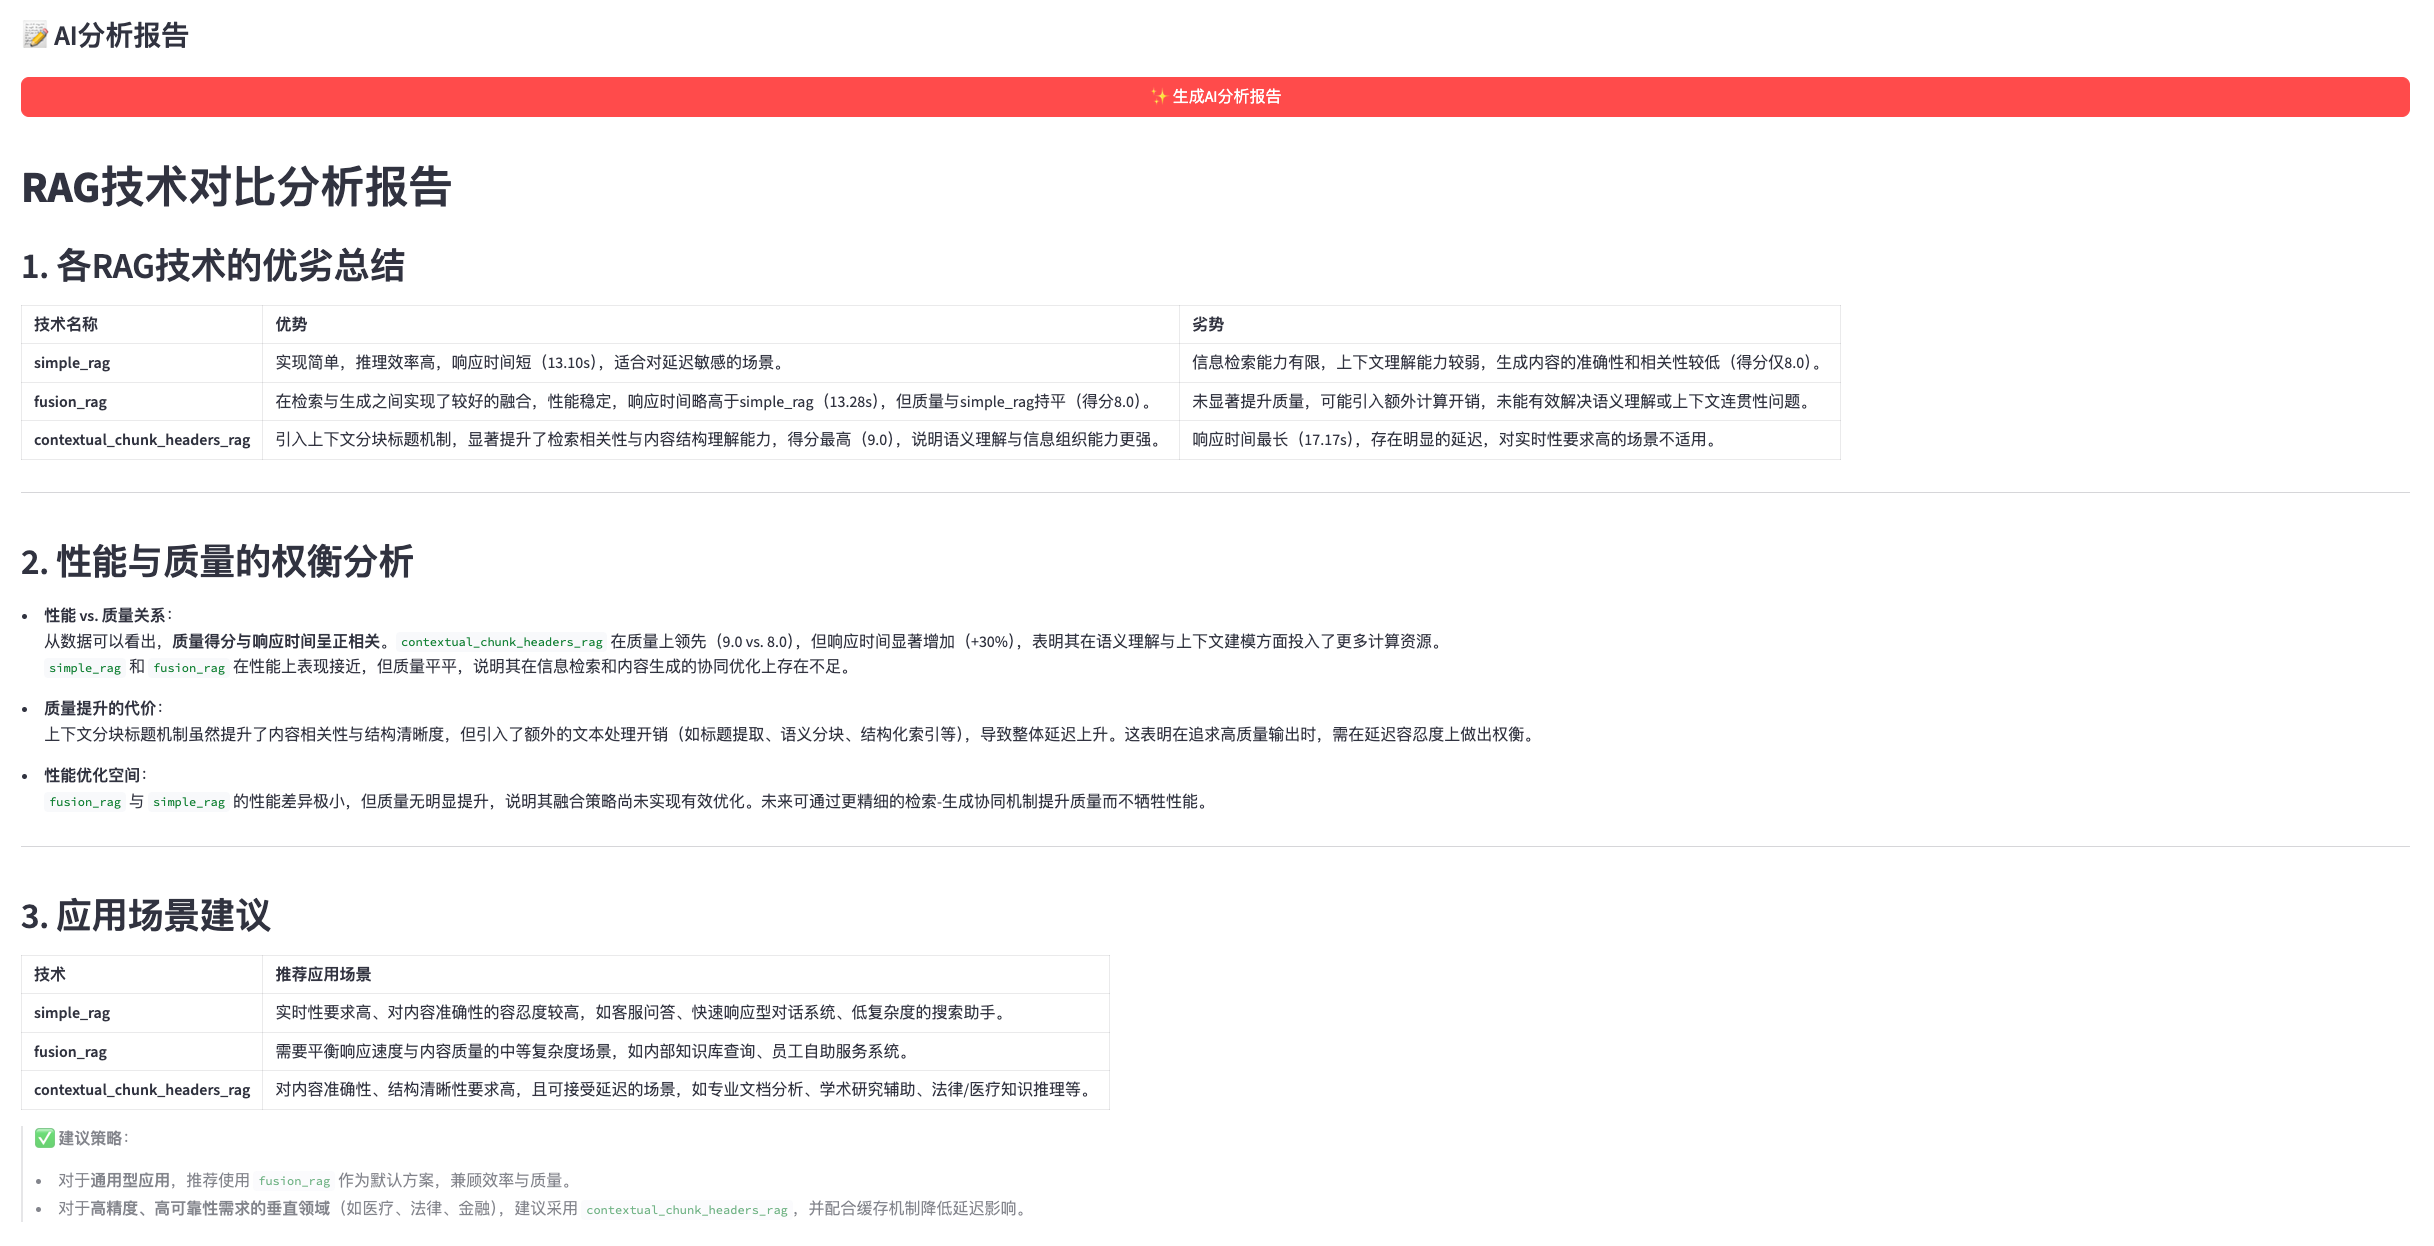 📝 AI分析报告
✨ 生成AI分析报告
RAG技术对比分析报告
1. 各RAG技术的优劣总结
技术名称 优势 劣势
simple_rag 实现简单，推理效率高，响应时间短（13.10s），适合对延迟敏感的场景。 信息检索能力有限，上下文理解能力较弱，生成内容的准确性和相关性较低（得分仅8.0）。
fusion_rag 在检索与生成之间实现了较好的融合，性能稳定，响应时间略高于simple_rag（13.28s），但质量与simple_rag持平（得分8.0）。 未显著提升质量，可能引入额外计算开销，未能有效解决语义理解或上下文连贯性问题。
contextual_chunk_headers_rag 引入上下文分块标题机制，显著提升了检索相关性与内容结构理解能力，得分最高（9.0），说明语义理解与信息组织能力更强。 响应时间最长（17.17s），存在明显的延迟，对实时性要求高的场景不适用。
2. 性能与质量的权衡分析
• 性能 vs. 质量关系：
从数据可以看出，质量得分与响应时间呈正相关。contextual_chunk_headers_rag 在质量上领先（9.0 vs. 8.0），但响应时间显著增加（+30%），表明其在语义理解与上下文建模方面投入了更多计算资源。
simple_rag 和 fusion_rag 在性能上表现接近，但质量平平，说明其在信息检索和内容生成的协同优化上存在不足。
• 质量提升的代价：
上下文分块标题机制虽然提升了内容相关性与结构清晰度，但引入了额外的文本处理开销（如标题提取、语义分块、结构化索引等），导致整体延迟上升。这表明在追求高质量输出时，需在延迟容忍度上做出权衡。
• 性能优化空间：
fusion_rag 与 simple_rag 的性能差异极小，但质量无明显提升，说明其融合策略尚未实现有效优化。未来可通过更精细的检索-生成协同机制提升质量而不牺牲性能。
3. 应用场景建议
技术 推荐应用场景
simple_rag 实时性要求高、对内容准确性的容忍度较高，如客服问答、快速响应型对话系统、低复杂度的搜索助手。
fusion_rag 需要平衡响应速度与内容质量的中等复杂度场景，如内部知识库查询、员工自助服务系统。
contextual_chunk_headers_rag 对内容准确性、结构清晰性要求高，且可接受延迟的场景，如专业文档分析、学术研究辅助、法律/医疗知识推理等。
✅ 建议策略：
• 对于通用型应用，推荐使用 fusion_rag 作为默认方案，兼顾效率与质量。
• 对于高精度、高可靠性需求的垂直领域（如医疗、法律、金融），建议采用 contextual_chunk_headers_rag ，并配合缓存机制降低延迟影响。